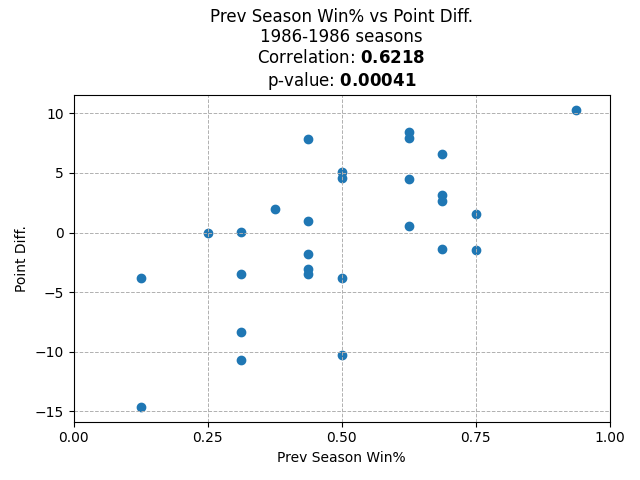 Prev Season Win% vs Point Diff.
1986-1986 seasons
Correlation: 0.6218
p-value: 0.00041
10
5
0
−5
−10
−15
Point Diff.
0.00 0.25 0.50 0.75 1.00
Prev Season Win%